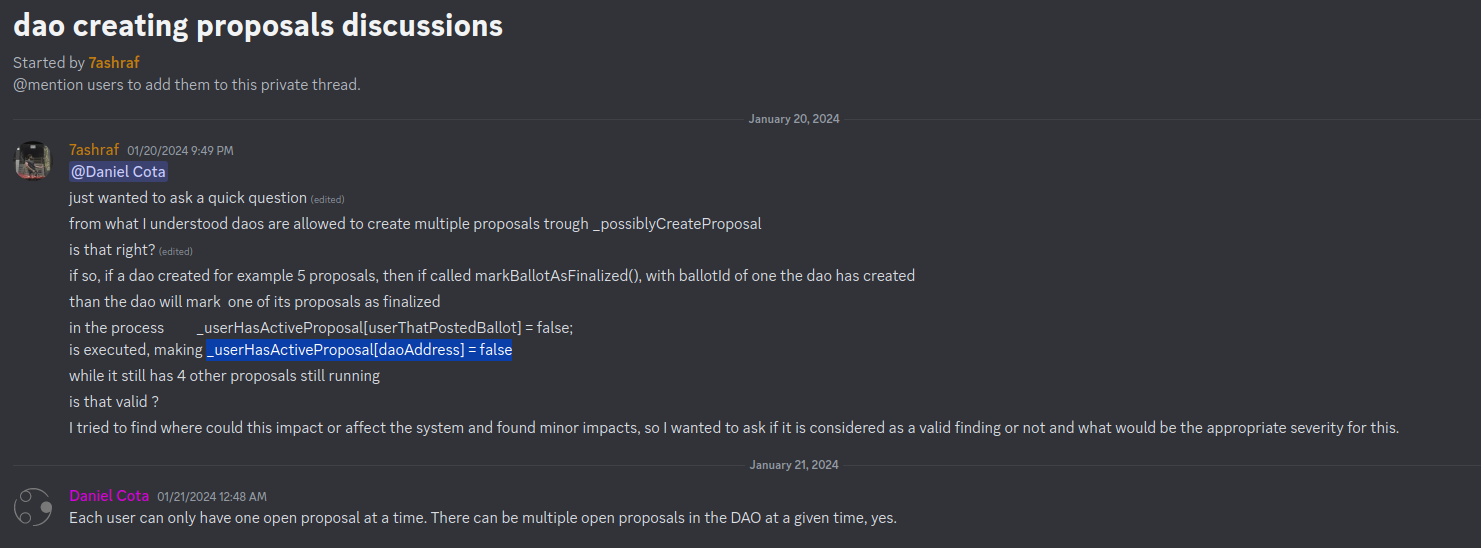 dao creating proposals discussions
Started by 7ashraf
@mention users to add them to this private thread.
January 20, 2024
7ashraf 01/20/2024 9:49 PM
@Daniel Cota
just wanted to ask a quick question (edited)
from what I understood daos are allowed to create multiple proposals trough _possiblyCreateProposal
is that right? (edited)
if so, if a dao created for example 5 proposals, then if called markBallotAsFinalized(), with ballotId of one the dao has created
than the dao will mark  one of its proposals as finalized
in the process        _userHasActiveProposal[userThatPostedBallot] = false;
is executed, making _userHasActiveProposal[daoAddress] = false
while it still has 4 other proposals still running
is that valid ?
I tried to find where could this impact or affect the system and found minor impacts, so I wanted to ask if it is considered as a valid finding or not and what would be the appropriate severity for this.
January 21, 2024
Daniel Cota 01/21/2024 12:48 AM
Each user can only have one open proposal at a time. There can be multiple open proposals in the DAO at a given time, yes.